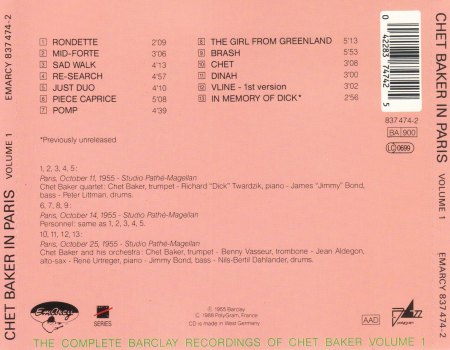 CHET BAKER IN PARIS VOLUME 1 EMARCY 837 474-2
1 RONDETTE 2'09
2 MID-FORTE 3'06
3 SAD WALK 4'13
4 RE-SEARCH 4'57
5 JUST DUO
6 PIECE CAPRICE 5'08
7 POMP
8 THE GIRL FROM GREENLAND 5'13
9 BRASH 5'53
10 CHET 3'08
11 DINAH 3'00
12 VLINE - 1st version 3'02
13 IN MEMORY OF DICK* 2'56
*Previously unreleased
1, 2, 3, 4, 5:
Paris, October 11, 1955 - Studio Pathé-Magellan
Chet Baker quartet: Chet Baker, trumpet - Richard "Dick" Twardzik, piano - James "Jimmy" Bond,
bass - Peter Littman, drums.
6, 7, 8, 9:
Paris, October 14, 1955 - Studio Pathé-Magellan
Personnel: same as 1, 2, 3, 4, 5.
10, 11, 12, 13:
Paris, October 25, 1955 - Studio Pathé-Magellan
Chet Baker and his orchestra: Chet Baker, trumpet - Benny Vasseur, trombone - Jean Aldegon,
alto-sax - Rene Urtreger, piano - Jimmy Bond, bass - Nils-Bertil Dahlander, drums.
0 42283 74742 5
837 474-2
BA 900
LC 0699
CHET BAKER IN PARIS VOLUME 1 EMARCY 837 474-2
EmArcy
SERIES
℗ 1955 Barclay
© 1988 PolyGram, France
CD is made in West Germany
AAD
Jazz
polygram
THE COMPLETE BARCLAY RECORDINGS OF CHET BAKER VOLUME 1